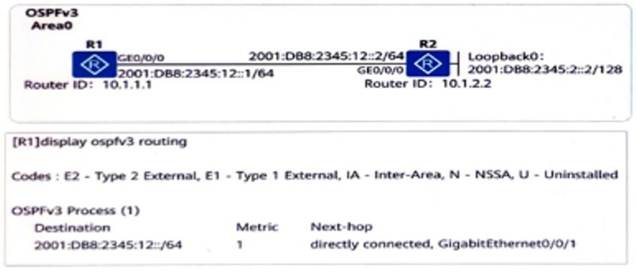 OSPFv3
Area0
R1
R2
GE0/0/0
2001:DB8:2345:12::2/64
Loopback0:
2001:DB8:2345:12::1/64
GE0/0/0
2001:DB8:2345:2::2/128
Router ID: 10.1.1.1
Router ID: 10.1.2.2
[R1]display ospfv3 routing
Codes : E2 - Type 2 External, E1 - Type 1 External, IA - Inter-Area, N - NSSA, U - Uninstalled
OSPFv3 Process (1)
Destination Metric Next-hop
2001:DB8:2345:12::/64 1 directly connected, GigabitEthernet0/0/1